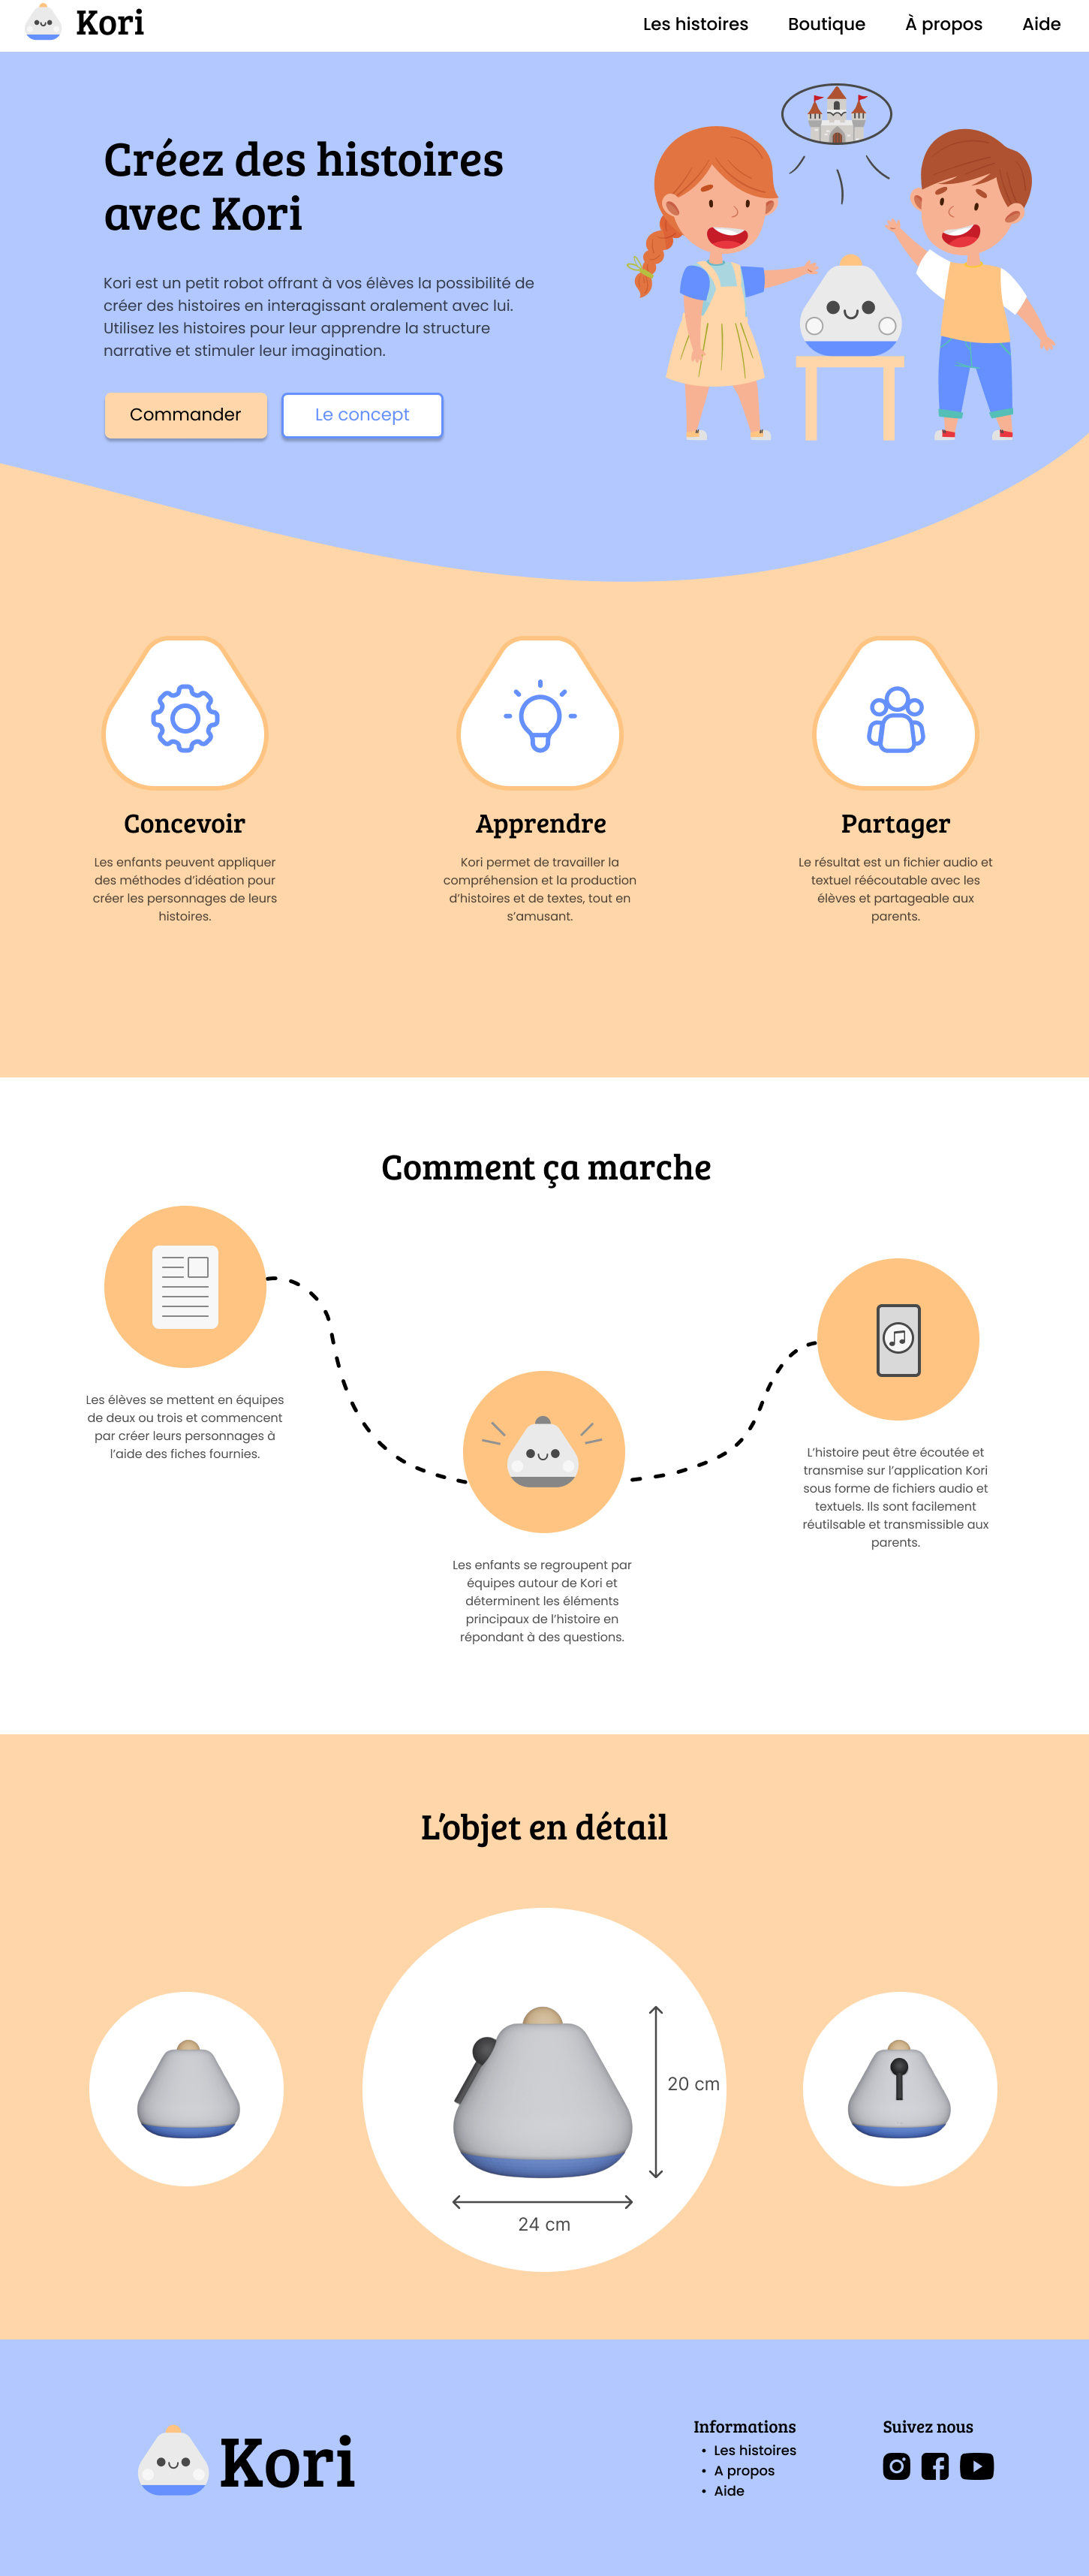 Kori
Les histoires
Boutique
À propos
Aide
Créez des histoires
avec Kori
Kori est un petit robot offrant à vos élèves la possibilité de
créer des histoires en interagissant oralement avec lui.
Utilisez les histoires pour leur apprendre la structure
narrative et stimuler leur imagination.
Commander
Le concept
Concevoir
Les enfants peuvent appliquer
des méthodes d'idéation pour
créer les personnages de leurs
histoires.
Apprendre
Kori permet de travailler la
compréhension et la production
d'histoires et de textes, tout en
s'amusant.
Partager
Le résultat est un fichier audio et
textuel réécoutable avec les
élèves et partageable aux
parents.
Comment ça marche
Les élèves se mettent en équipes
de deux ou trois et commencent
par créer leurs personnages à
l'aide des fiches fournies.
Les enfants se regroupent par
équipes autour de Kori et
déterminent les éléments
principaux de l'histoire en
répondant à des questions.
L'histoire peut être écoutée et
transmise sur l'application Kori
sous forme de fichiers audio et
textuels. Ils sont facilement
réutilsable et transmissible aux
parents.
L'objet en détail
20 cm
24 cm
Kori
Informations
• Les histoires
• A propos
• Aide
Suivez nous